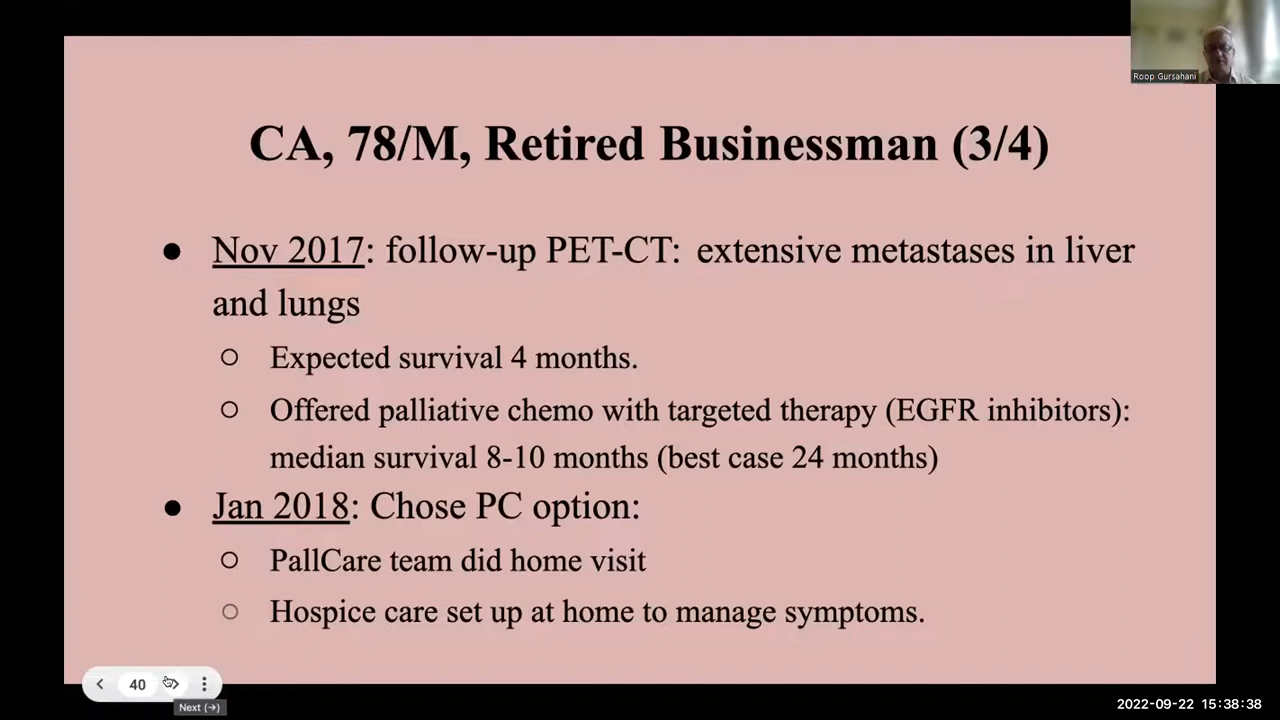 Roop Gursahani
CA, 78/M, Retired Businessman (3/4)
● Nov 2017: follow-up PET-CT: extensive metastases in liver
and lungs
○ Expected survival 4 months.
○ Offered palliative chemo with targeted therapy (EGFR inhibitors):
median survival 8-10 months (best case 24 months)
● Jan 2018: Chose PC option:
○ PallCare team did home visit
○ Hospice care set up at home to manage symptoms.
40
Next (→)
2022-09-22 15:38:38